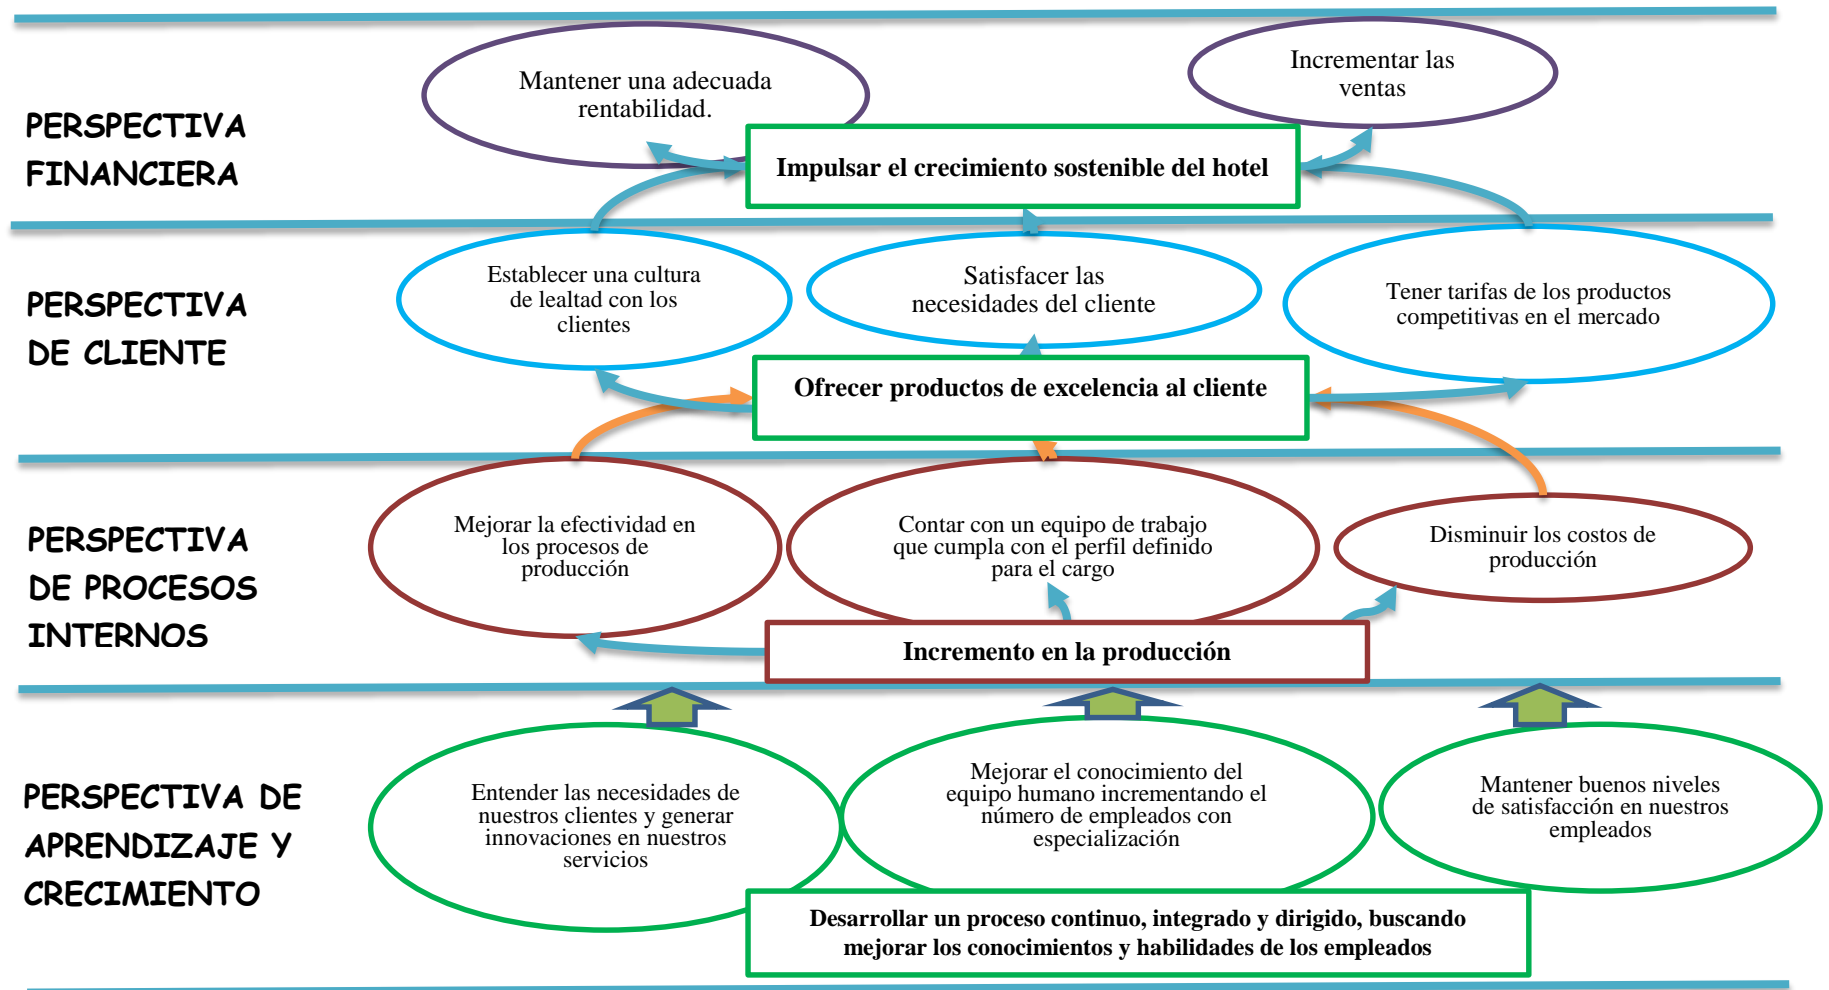 PERSPECTIVA
FINANCIERA
Mantener una adecuada
rentabilidad.
Incrementar las
ventas
Impulsar el crecimiento sostenible del hotel
PERSPECTIVA
DE CLIENTE
Establecer una cultura
de lealtad con los
clientes
Satisfacer las
necesidades del cliente
Tener tarifas de los productos
competitivas en el mercado
Ofrecer productos de excelencia al cliente
PERSPECTIVA
DE PROCESOS
INTERNOS
Mejorar la efectividad en
los procesos de
producción
Contar con un equipo de trabajo
que cumpla con el perfil definido
para el cargo
Disminuir los costos de
producción
Incremento en la producción
PERSPECTIVA DE
APRENDIZAJE Y
CRECIMIENTO
Entender las necesidades de
nuestros clientes y generar
innovaciones en nuestros
servicios
Mejorar el conocimiento del
equipo humano incrementando el
número de empleados con
especialización
Mantener buenos niveles
de satisfacción en nuestros
empleados
Desarrollar un proceso continuo, integrado y dirigido, buscando
mejorar los conocimientos y habilidades de los empleados